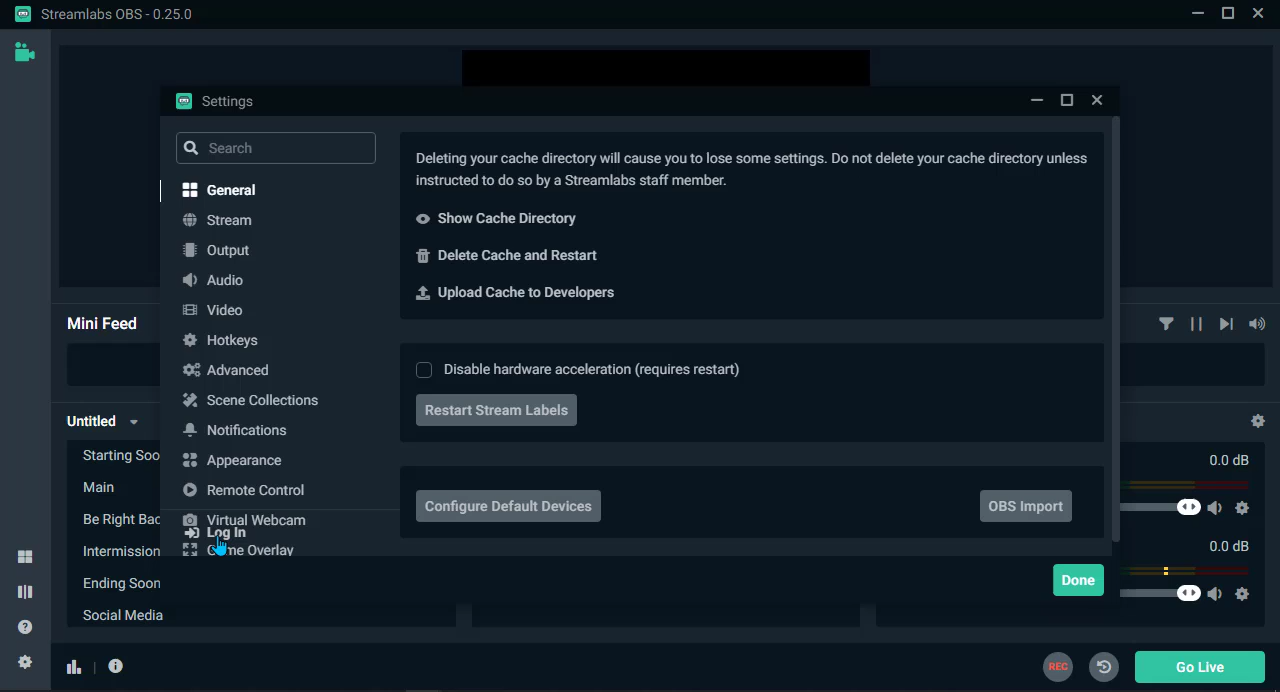 Streamlabs OBS - 0.25.0
Settings
Search
Deleting your cache directory will cause you to lose some settings. Do not delete your cache directory unless
instructed to do so by a Streamlabs staff member.
General
Stream
Show Cache Directory
Output
Delete Cache and Restart
Audio
Upload Cache to Developers
Video
Mini Feed
Hotkeys
Advanced
Disable hardware acceleration (requires restart)
Scene Collections
Restart Stream Labels
Untitled
Notifications
Starting Soo
Appearance
0.0 dB
Main
Remote Control
Configure Default Devices
OBS Import
Be Right Bac
Virtual Webcam
Log In
Intermission
Game Overlay
0.0 dB
Ending Soon
Done
Social Media
REC
Go Live